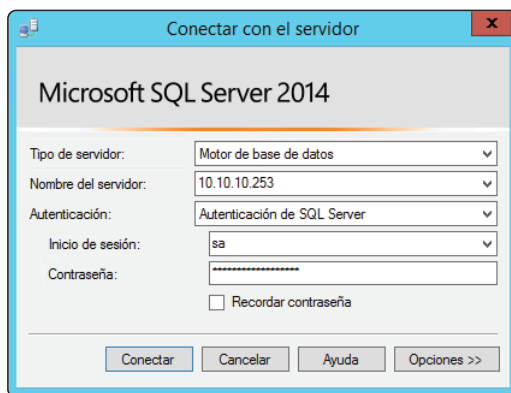 Conectar con el servidor
x
Microsoft SQL Server 2014
Tipo de servidor: Motor de base de datos
Nombre del servidor: 10.10.10.253
Autenticación: Autenticación de SQL Server
Inicio de sesión: sa
Contraseña: ******************
Recordar contraseña
Conectar Cancelar Ayuda Opciones >>